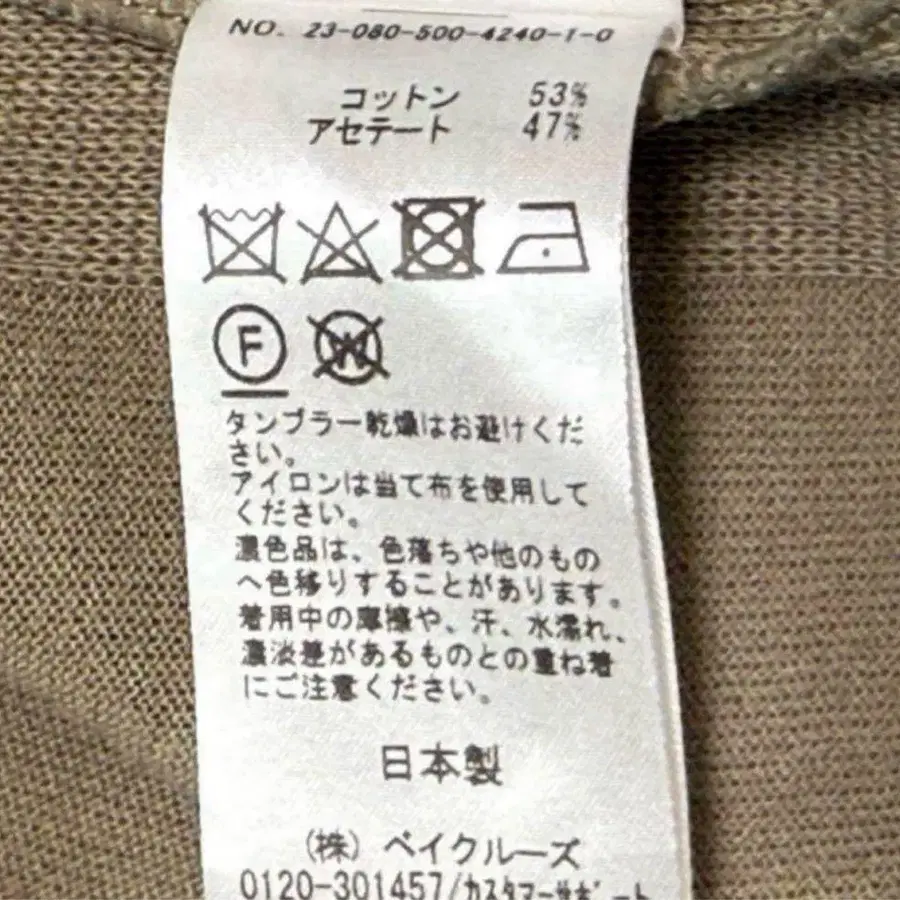 NO. 23-080-500-4240-1-0
コットン 53%
アセテート 47%
F
W
タンブラー乾燥はお避けくだ
さい。
アイロンは当て布を使用して
ください。
濃色品は、色落ちや他のもの
へ色移りすることがあります。
着用中の摩擦や、汗、水濡れ、
濃淡差があるものとの重ね着
にご注意ください。
日本製
(株) ベイクルーズ
0120-301457/カスタマーサポート